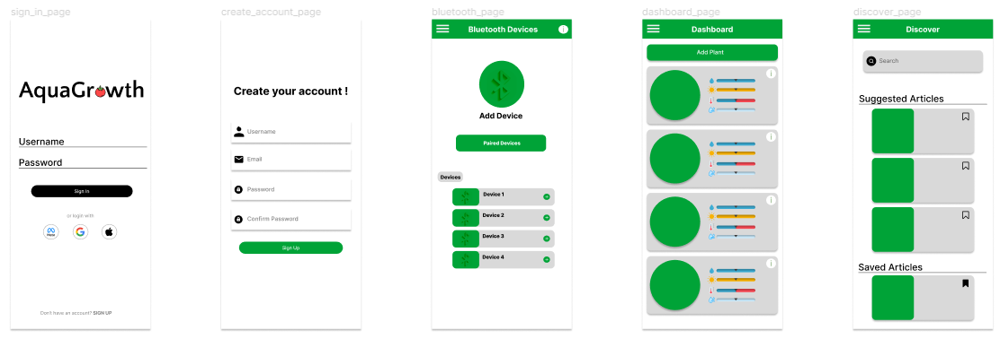 sign_in_page
AquaGrowth
Username
Password
Sign In
or login with
Meta
Don't have an account? SIGN UP
create_account_page
Create your account !
Username
Email
Password
Confirm Password
Sign Up
bluetooth_page
Bluetooth Devices
i
Add Device
Paired Devices
Devices
Device 1
Device 2
Device 3
Device 4
dashboard_page
Dashboard
Add Plant
i
i
i
i
discover_page
Discover
Search
Suggested Articles
Saved Articles